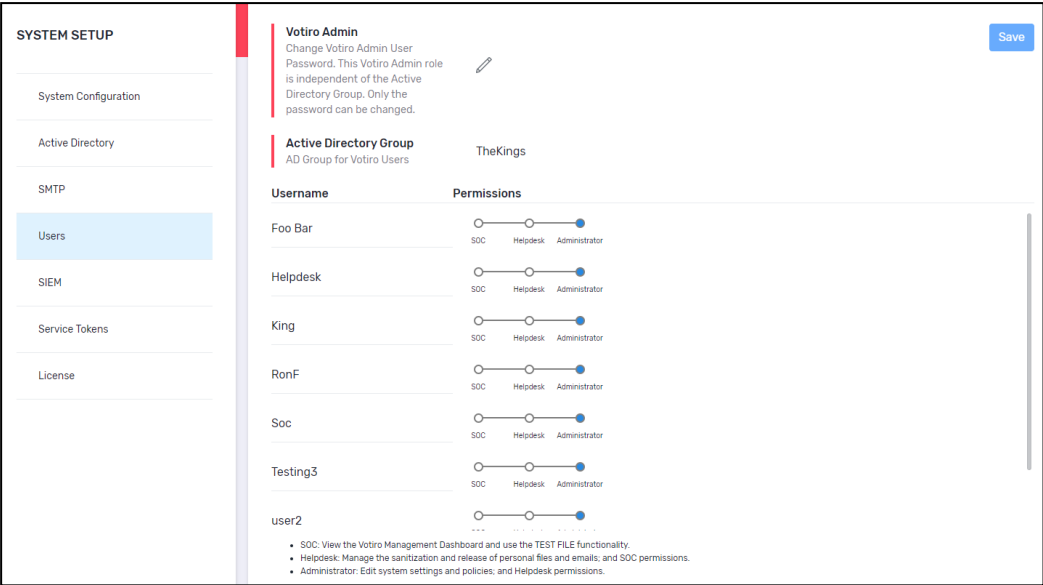 SYSTEM SETUP
System Configuration
Active Directory
SMTP
Users
SIEM
Service Tokens
License
Votiro Admin
Change Votiro Admin User
Password. This Votiro Admin role
is independent of the Active
Directory Group. Only the
password can be changed.
Save
Active Directory Group
AD Group for Votiro Users
TheKings
Username Permissions
Foo Bar
SOC Helpdesk Administrator
Helpdesk
SOC Helpdesk Administrator
King
SOC Helpdesk Administrator
RonF
SOC Helpdesk Administrator
Soc
SOC Helpdesk Administrator
Testing3
SOC Helpdesk Administrator
user2
• SOC: View the Votiro Management Dashboard and use the TEST FILE functionality.
• Helpdesk: Manage the sanitization and release of personal files and emails; and SOC permissions.
• Administrator: Edit system settings and policies; and Helpdesk permissions.